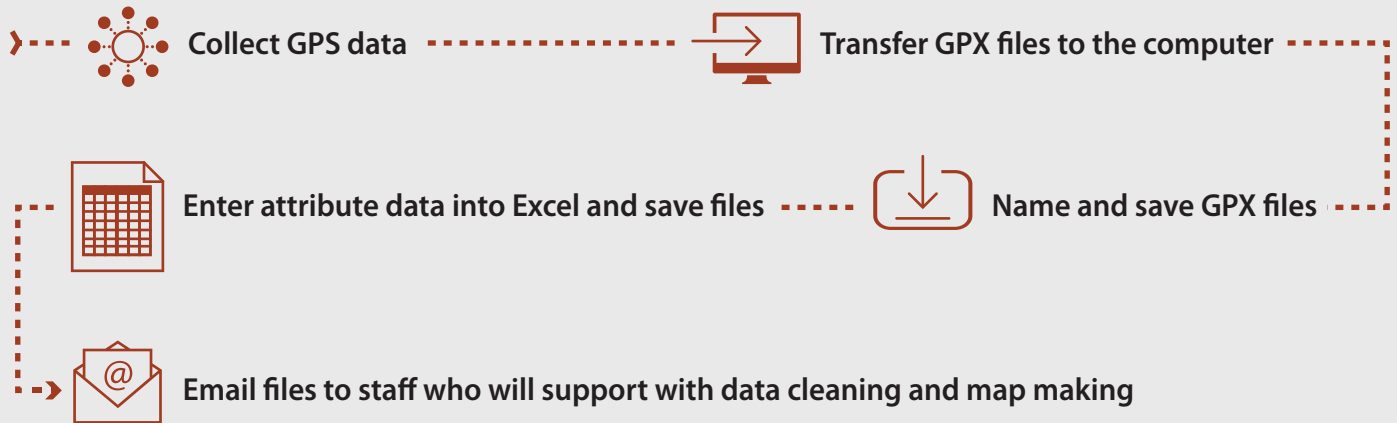 Collect GPS data
Transfer GPX files to the computer
Name and save GPX files
Enter attribute data into Excel and save files
@
Email files to staff who will support with data cleaning and map making